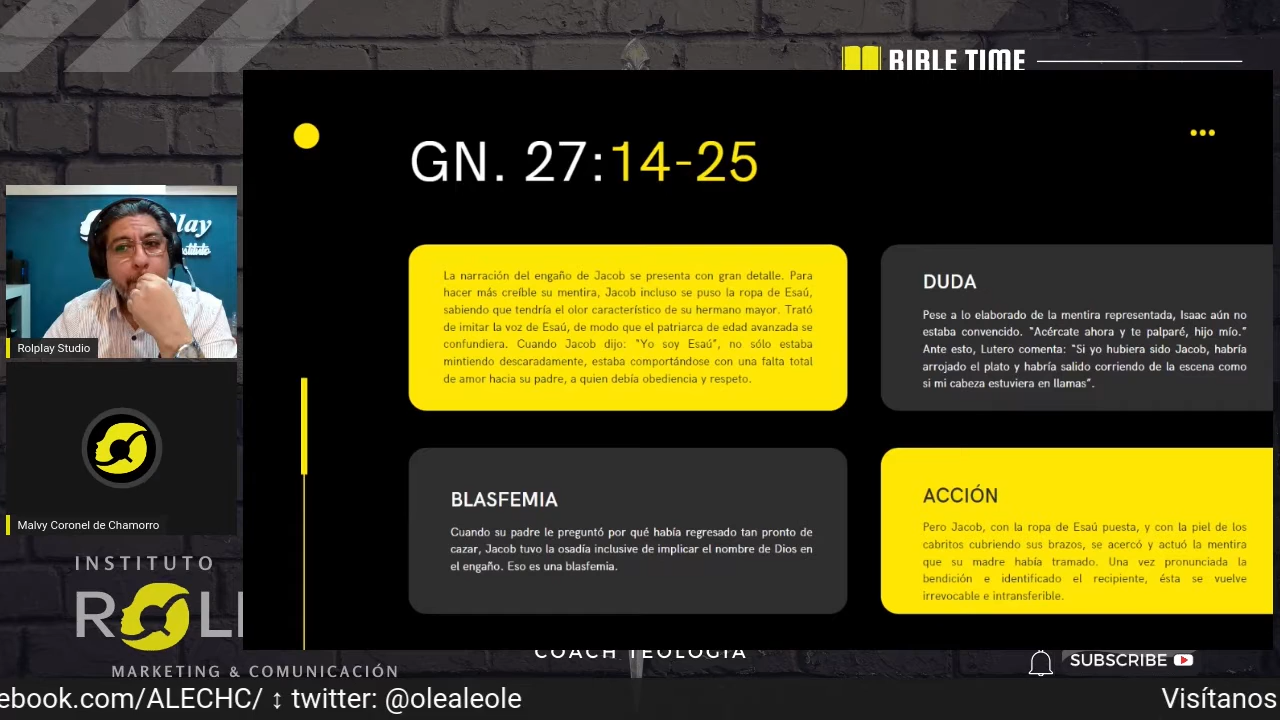 BIBLE TIME
GN. 27:14-25
La narración del engaño de Jacob se presenta con gran detalle. Para
hacer más creíble su mentira, Jacob incluso se puso la ropa de Esaú,
sabiendo que tendría el olor característico de su hermano mayor. Trató
de imitar la voz de Esaú, de modo que el patriarca de edad avanzada se
confundiera. Cuando Jacob dijo: “Yo soy Esaú”, no sólo estaba
mintiendo descaradamente, estaba comportándose con una falta total
de amor hacia su padre, a quien debía obediencia y respeto.
DUDA
Pese a lo elaborado de la mentira representada, Isaac aún no
estaba convencido. “Acércate ahora y te palparé, hijo mío.”
Ante esto, Lutero comenta: “Si yo hubiera sido Jacob, habría
arrojado el plato y habría salido corriendo de la escena como
si mi cabeza estuviera en llamas”.
BLASFEMIA
Cuando su padre le preguntó por qué había regresado tan pronto de
cazar, Jacob tuvo la osadía inclusive de implicar el nombre de Dios en
el engaño. Eso es una blasfemia.
ACCIÓN
Pero Jacob, con la ropa de Esaú puesta, y con la piel de los
cabritos cubriendo sus brazos, se acercó y actuó la mentira
que su madre había tramado. Una vez pronunciada la
bendición e identificado el recipiente, ésta se vuelve
irrevocable e intransferible.
lay
Rolplay Studio
Malvy Coronel de Chamorro
INSTITUTO
ROL
MARKETING & COMUNICACIÓN
COACH TEOLOGÍA
SUBSCRIBE
ebook.com/ALECHC/ ↕ twitter: @olealeole
Visítanos